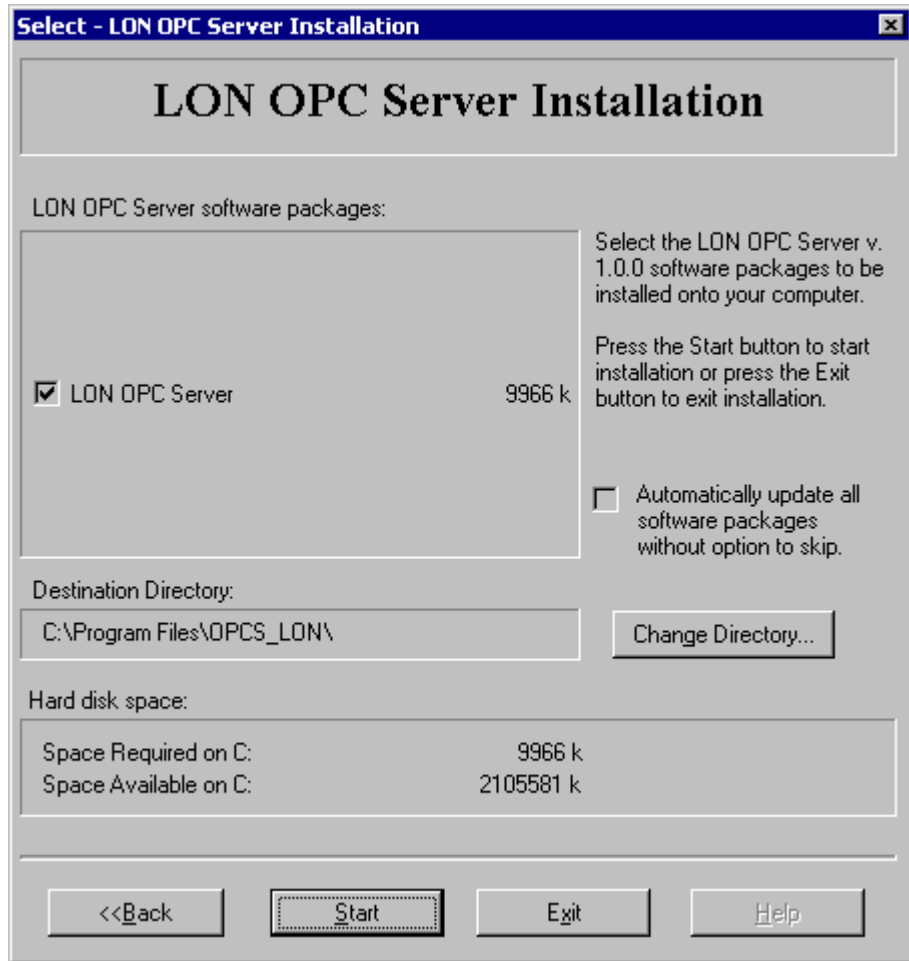 Select - LON OPC Server Installation
LON OPC Server Installation
LON OPC Server software packages:
LON OPC Server 9966 k
Select the LON OPC Server v.
1.0.0 software packages to be
installed onto your computer.
Press the Start button to start
installation or press the Exit
button to exit installation.
Automatically update all
software packages
without option to skip.
Destination Directory:
C:\Program Files\OPCS_LON\
Change Directory...
Hard disk space:
Space Required on C: 9966 k
Space Available on C: 2105581 k
<<Back
Start
Exit
Help